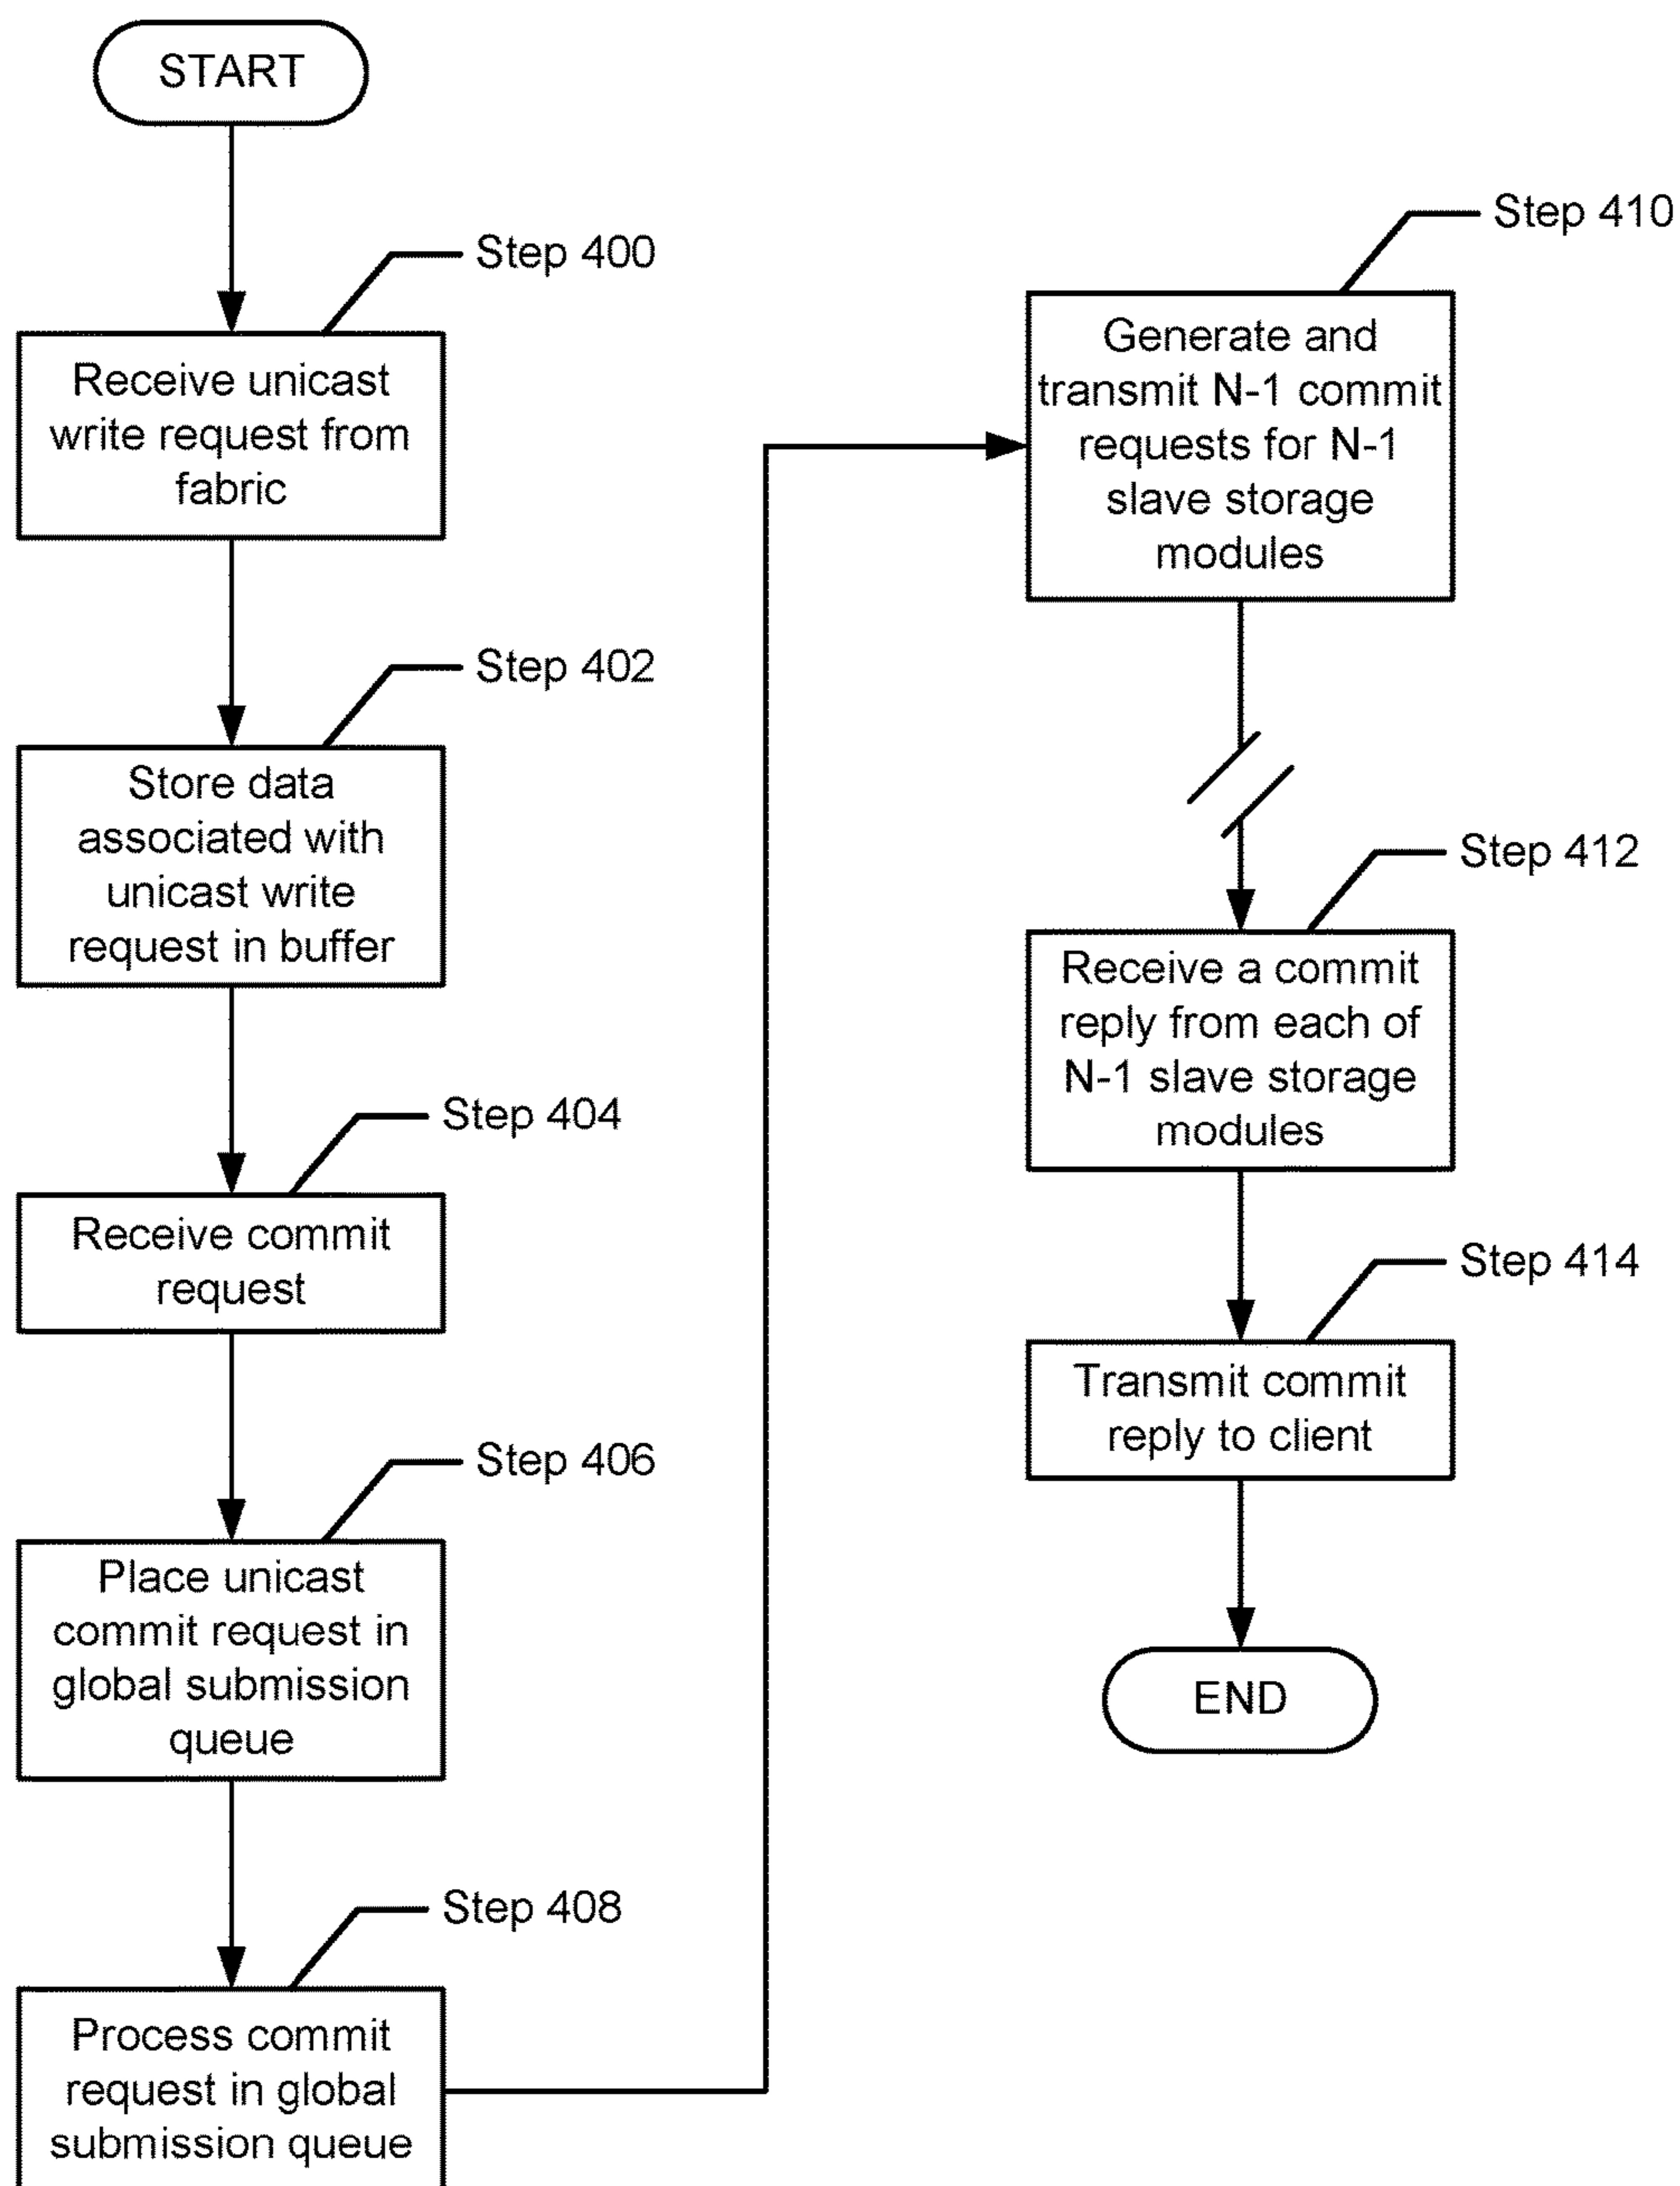 START
Step 400
Receive unicast
write request from
fabric
Step 402
Store data
associated with
unicast write
request in buffer
Step 404
Receive commit
request
Step 406
Place unicast
commit request in
global submission
queue
Step 408
Process commit
request in global
submission queue
Step 410
Generate and
transmit N-1 commit
requests for N-1
slave storage
modules
Step 412
Receive a commit
reply from each of
N-1 slave storage
modules
Step 414
Transmit commit
reply to client
END